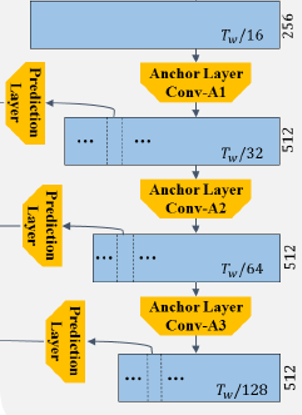 T_w/16
256
Anchor Layer
Conv-A1
Prediction
Layer
... ...
T_w/32
512
Anchor Layer
Conv-A2
Prediction
Layer
... ...
T_w/64
512
Anchor Layer
Conv-A3
Prediction
Layer
... ...
T_w/128
512